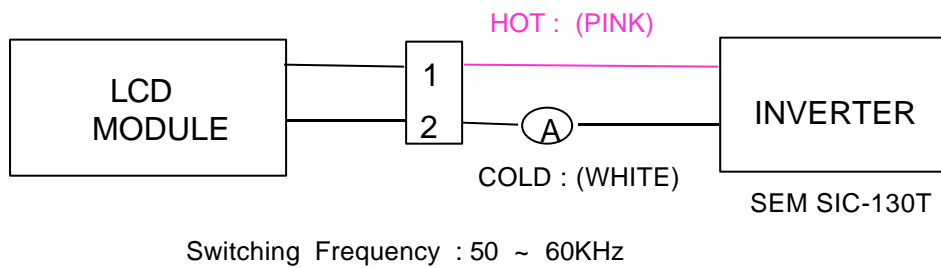 HOT : (PINK)
LCD
MODULE
1
2
A
INVERTER
COLD : (WHITE)
SEM SIC-130T
Switching Frequency : 50 ~ 60KHz